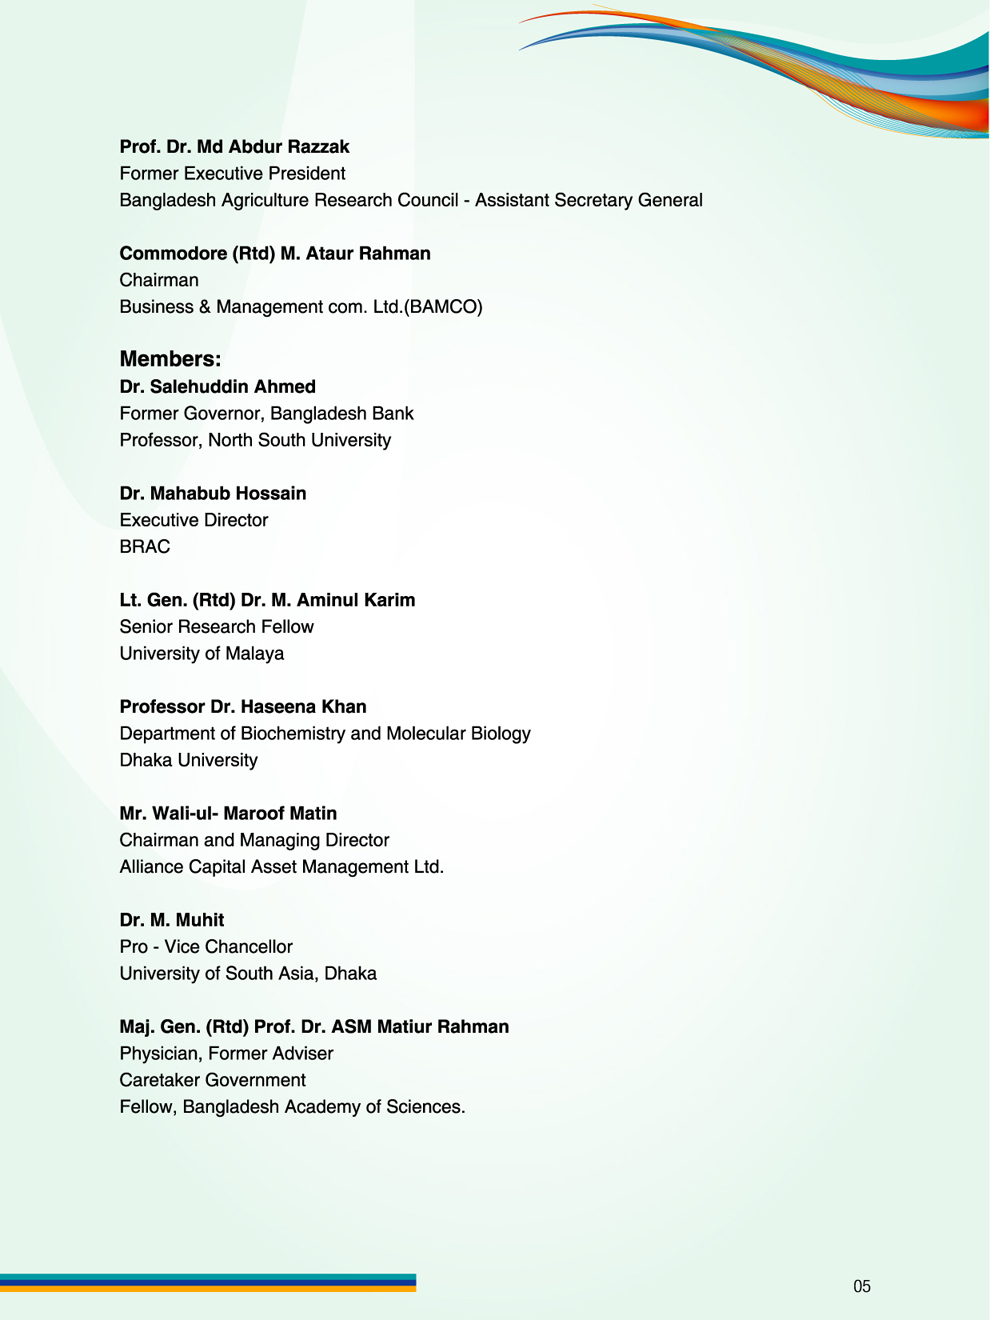 Prof. Dr. Md Abdur Razzak
Former Executive President
Bangladesh Agriculture Research Council - Assistant Secretary General
Commodore (Rtd) M. Ataur Rahman
Chairman
Business & Management com. Ltd.(BAMCO)
Members:
Dr. Salehuddin Ahmed
Former Governor, Bangladesh Bank
Professor, North South University
Dr. Mahabub Hossain
Executive Director
BRAC
Lt. Gen. (Rtd) Dr. M. Aminul Karim
Senior Research Fellow
University of Malaya
Professor Dr. Haseena Khan
Department of Biochemistry and Molecular Biology
Dhaka University
Mr. Wali-ul- Maroof Matin
Chairman and Managing Director
Alliance Capital Asset Management Ltd.
Dr. M. Muhit
Pro - Vice Chancellor
University of South Asia, Dhaka
Maj. Gen. (Rtd) Prof. Dr. ASM Matiur Rahman
Physician, Former Adviser
Caretaker Government
Fellow, Bangladesh Academy of Sciences.
05